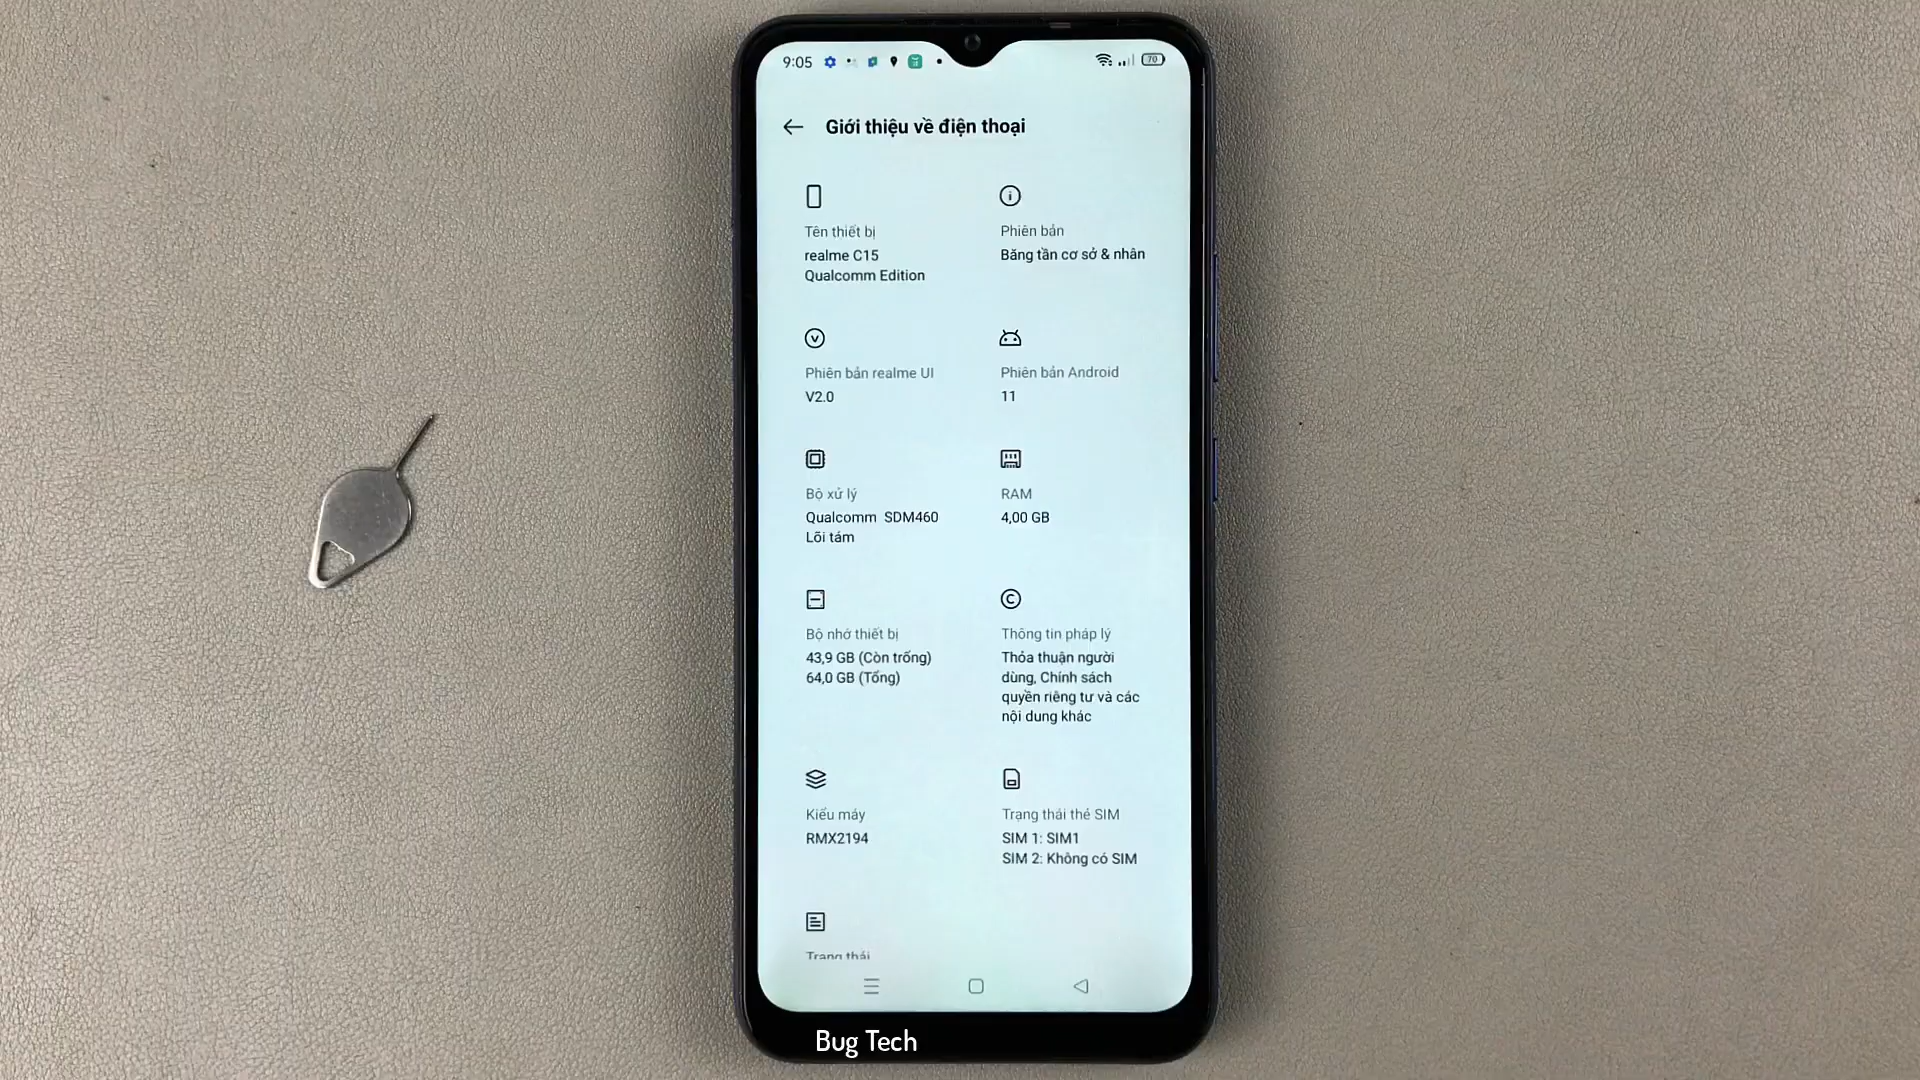 9:05
70
Giới thiệu về điện thoại
Tên thiết bị
realme C15
Qualcomm Edition
Phiên bản
Băng tần cơ sở & nhân
Phiên bản realme UI
V2.0
Phiên bản Android
11
Bộ xử lý
Qualcomm SDM460
Lõi tám
RAM
4,00 GB
Bộ nhớ thiết bị
43,9 GB (Còn trống)
64,0 GB (Tổng)
Thông tin pháp lý
Thỏa thuận người
dùng, Chính sách
quyền riêng tư và các
nội dung khác
Kiểu máy
RMX2194
Trạng thái thẻ SIM
SIM 1: SIM1
SIM 2: Không có SIM
Trạng thái
Bug Tech